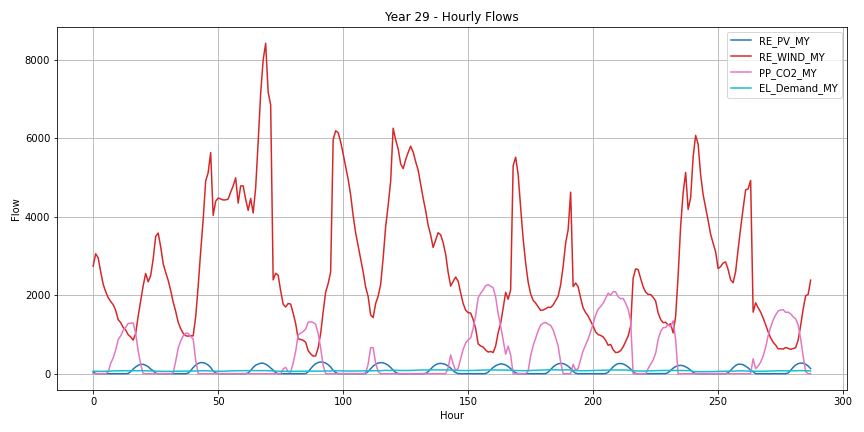 Year 29 - Hourly Flows
RE_PV_MY
RE_WIND_MY
PP_CO2_MY
EL_Demand_MY
8000
6000
4000
2000
0
Flow
0 50 100 150 200 250 300
Hour